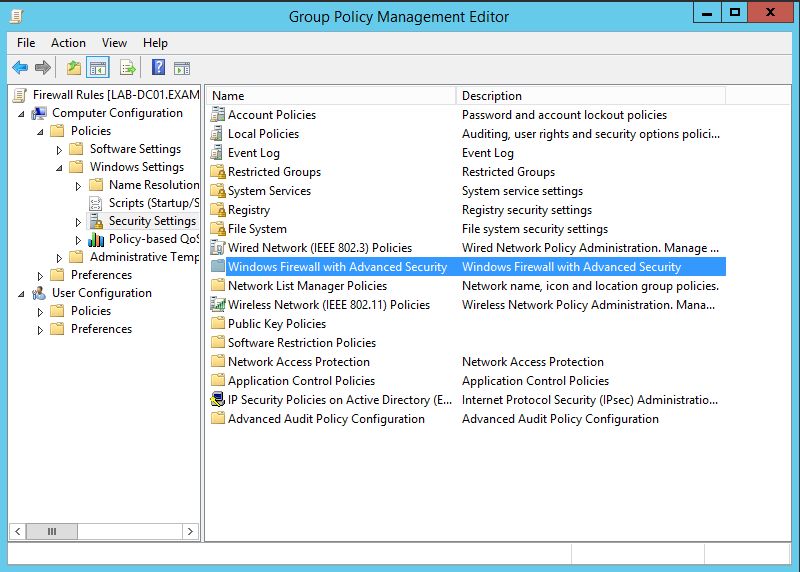 Group Policy Management Editor
File Action View Help
Firewall Rules [LAB-DC01.EXAM
Computer Configuration
Policies
Software Settings
Windows Settings
Name Resolution
Scripts (Startup/S
Security Settings
Policy-based QoS
Administrative Temp
Preferences
User Configuration
Policies
Preferences
Name Description
Account Policies Password and account lockout policies
Local Policies Auditing, user rights and security options polici...
Event Log Event Log
Restricted Groups Restricted Groups
System Services System service settings
Registry Registry security settings
File System File system security settings
Wired Network (IEEE 802.3) Policies Wired Network Policy Administration. Manage ...
Windows Firewall with Advanced Security Windows Firewall with Advanced Security
Network List Manager Policies Network name, icon and location group policies.
Wireless Network (IEEE 802.11) Policies Wireless Network Policy Administration. Mana...
Public Key Policies
Software Restriction Policies
Network Access Protection Network Access Protection
Application Control Policies Application Control Policies
IP Security Policies on Active Directory (E... Internet Protocol Security (IPsec) Administratio...
Advanced Audit Policy Configuration Advanced Audit Policy Configuration